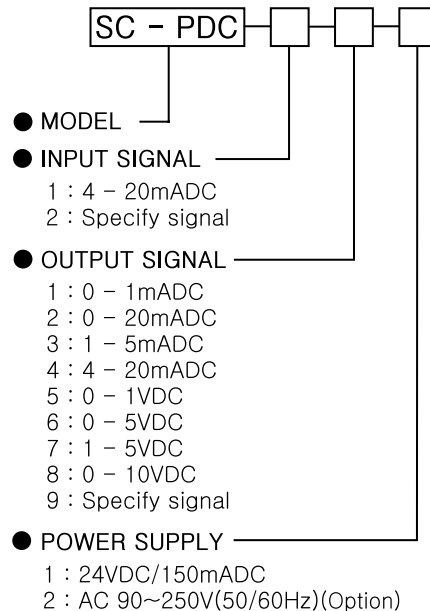 SC - PDC
● MODEL
● INPUT SIGNAL
1 : 4 - 20mADC
2 : Specify signal
● OUTPUT SIGNAL
1 : 0 - 1mADC
2 : 0 - 20mADC
3 : 1 - 5mADC
4 : 4 - 20mADC
5 : 0 - 1VDC
6 : 0 - 5VDC
7 : 1 - 5VDC
8 : 0 - 10VDC
9 : Specify signal
● POWER SUPPLY
1 : 24VDC/150mADC
2 : AC 90~250V(50/60Hz)(Option)